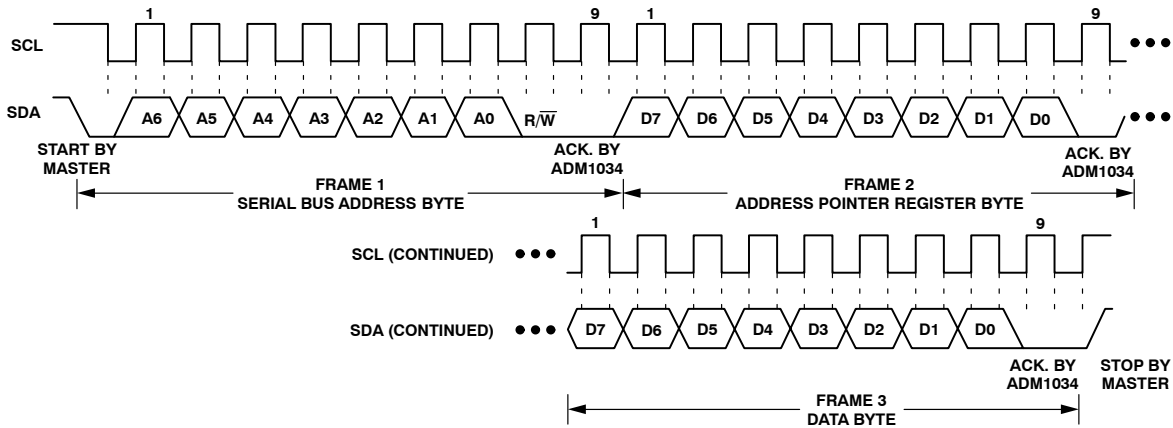 1 9 1 9
SCL
SDA A6 A5 A4 A3 A2 A1 A0 R/W̅ D7 D6 D5 D4 D3 D2 D1 D0
START BY MASTER
ACK. BY ADM1034
ACK. BY ADM1034
FRAME 1
SERIAL BUS ADDRESS BYTE
FRAME 2
ADDRESS POINTER REGISTER BYTE
1 9
SCL (CONTINUED)
SDA (CONTINUED) D7 D6 D5 D4 D3 D2 D1 D0
ACK. BY ADM1034
STOP BY MASTER
FRAME 3
DATA BYTE